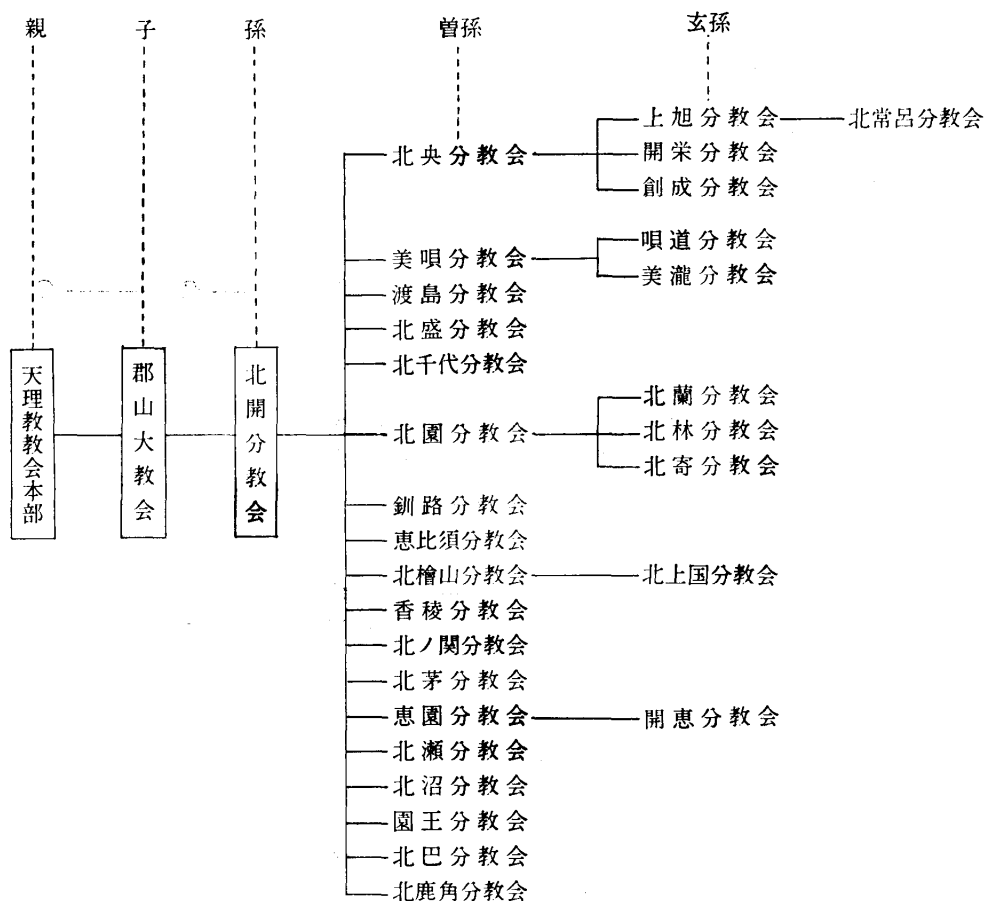 親 子 孫 曽孫 玄孫
天理教教会本部
郡山大教会
北開分教会
北央分教会
上旭分教会
北常呂分教会
開栄分教会
創成分教会
美唄分教会
唄道分教会
美瀧分教会
渡島分教会
北盛分教会
北千代分教会
北園分教会
北蘭分教会
北林分教会
北寄分教会
釧路分教会
恵比須分教会
北檜山分教会
北上国分教会
香稜分教会
北ノ関分教会
北茅分教会
恵園分教会
開恵分教会
北瀬分教会
北沼分教会
園王分教会
北巴分教会
北鹿角分教会